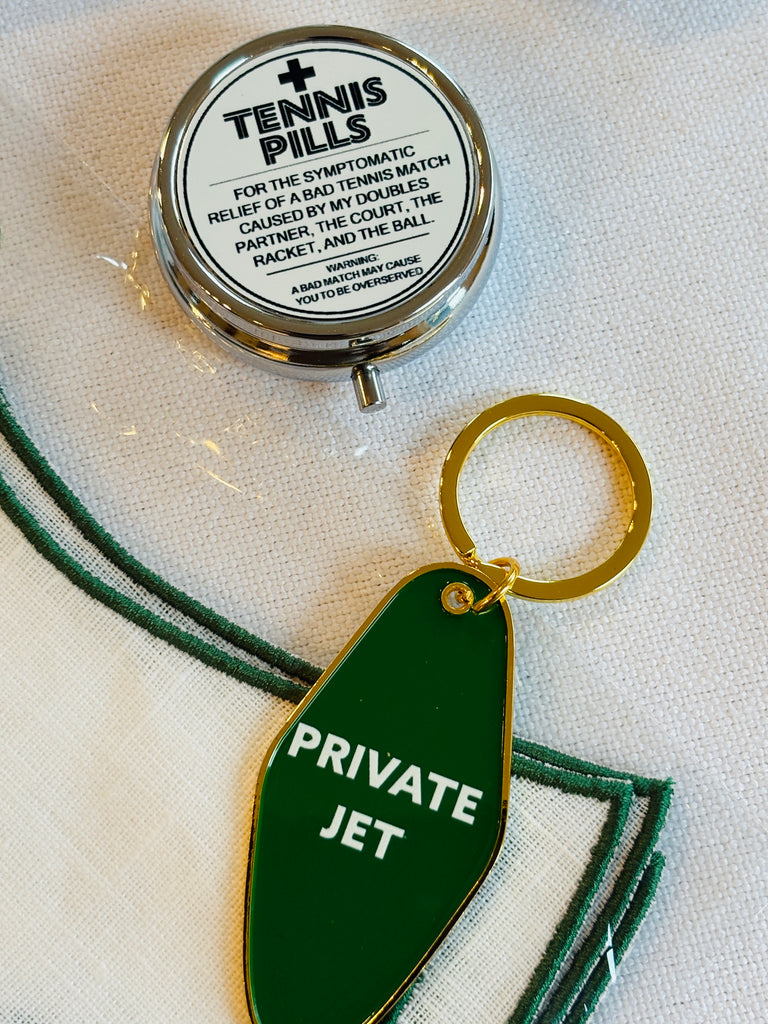 TENNIS
PILLS
FOR THE SYMPTOMATIC
RELIEF OF A BAD TENNIS MATCH
CAUSED BY MY DOUBLES
PARTNER, THE COURT, THE
RACKET, AND THE BALL.
WARNING:
A BAD MATCH MAY CAUSE
YOU TO BE OVERSERVED
PRIVATE
JET